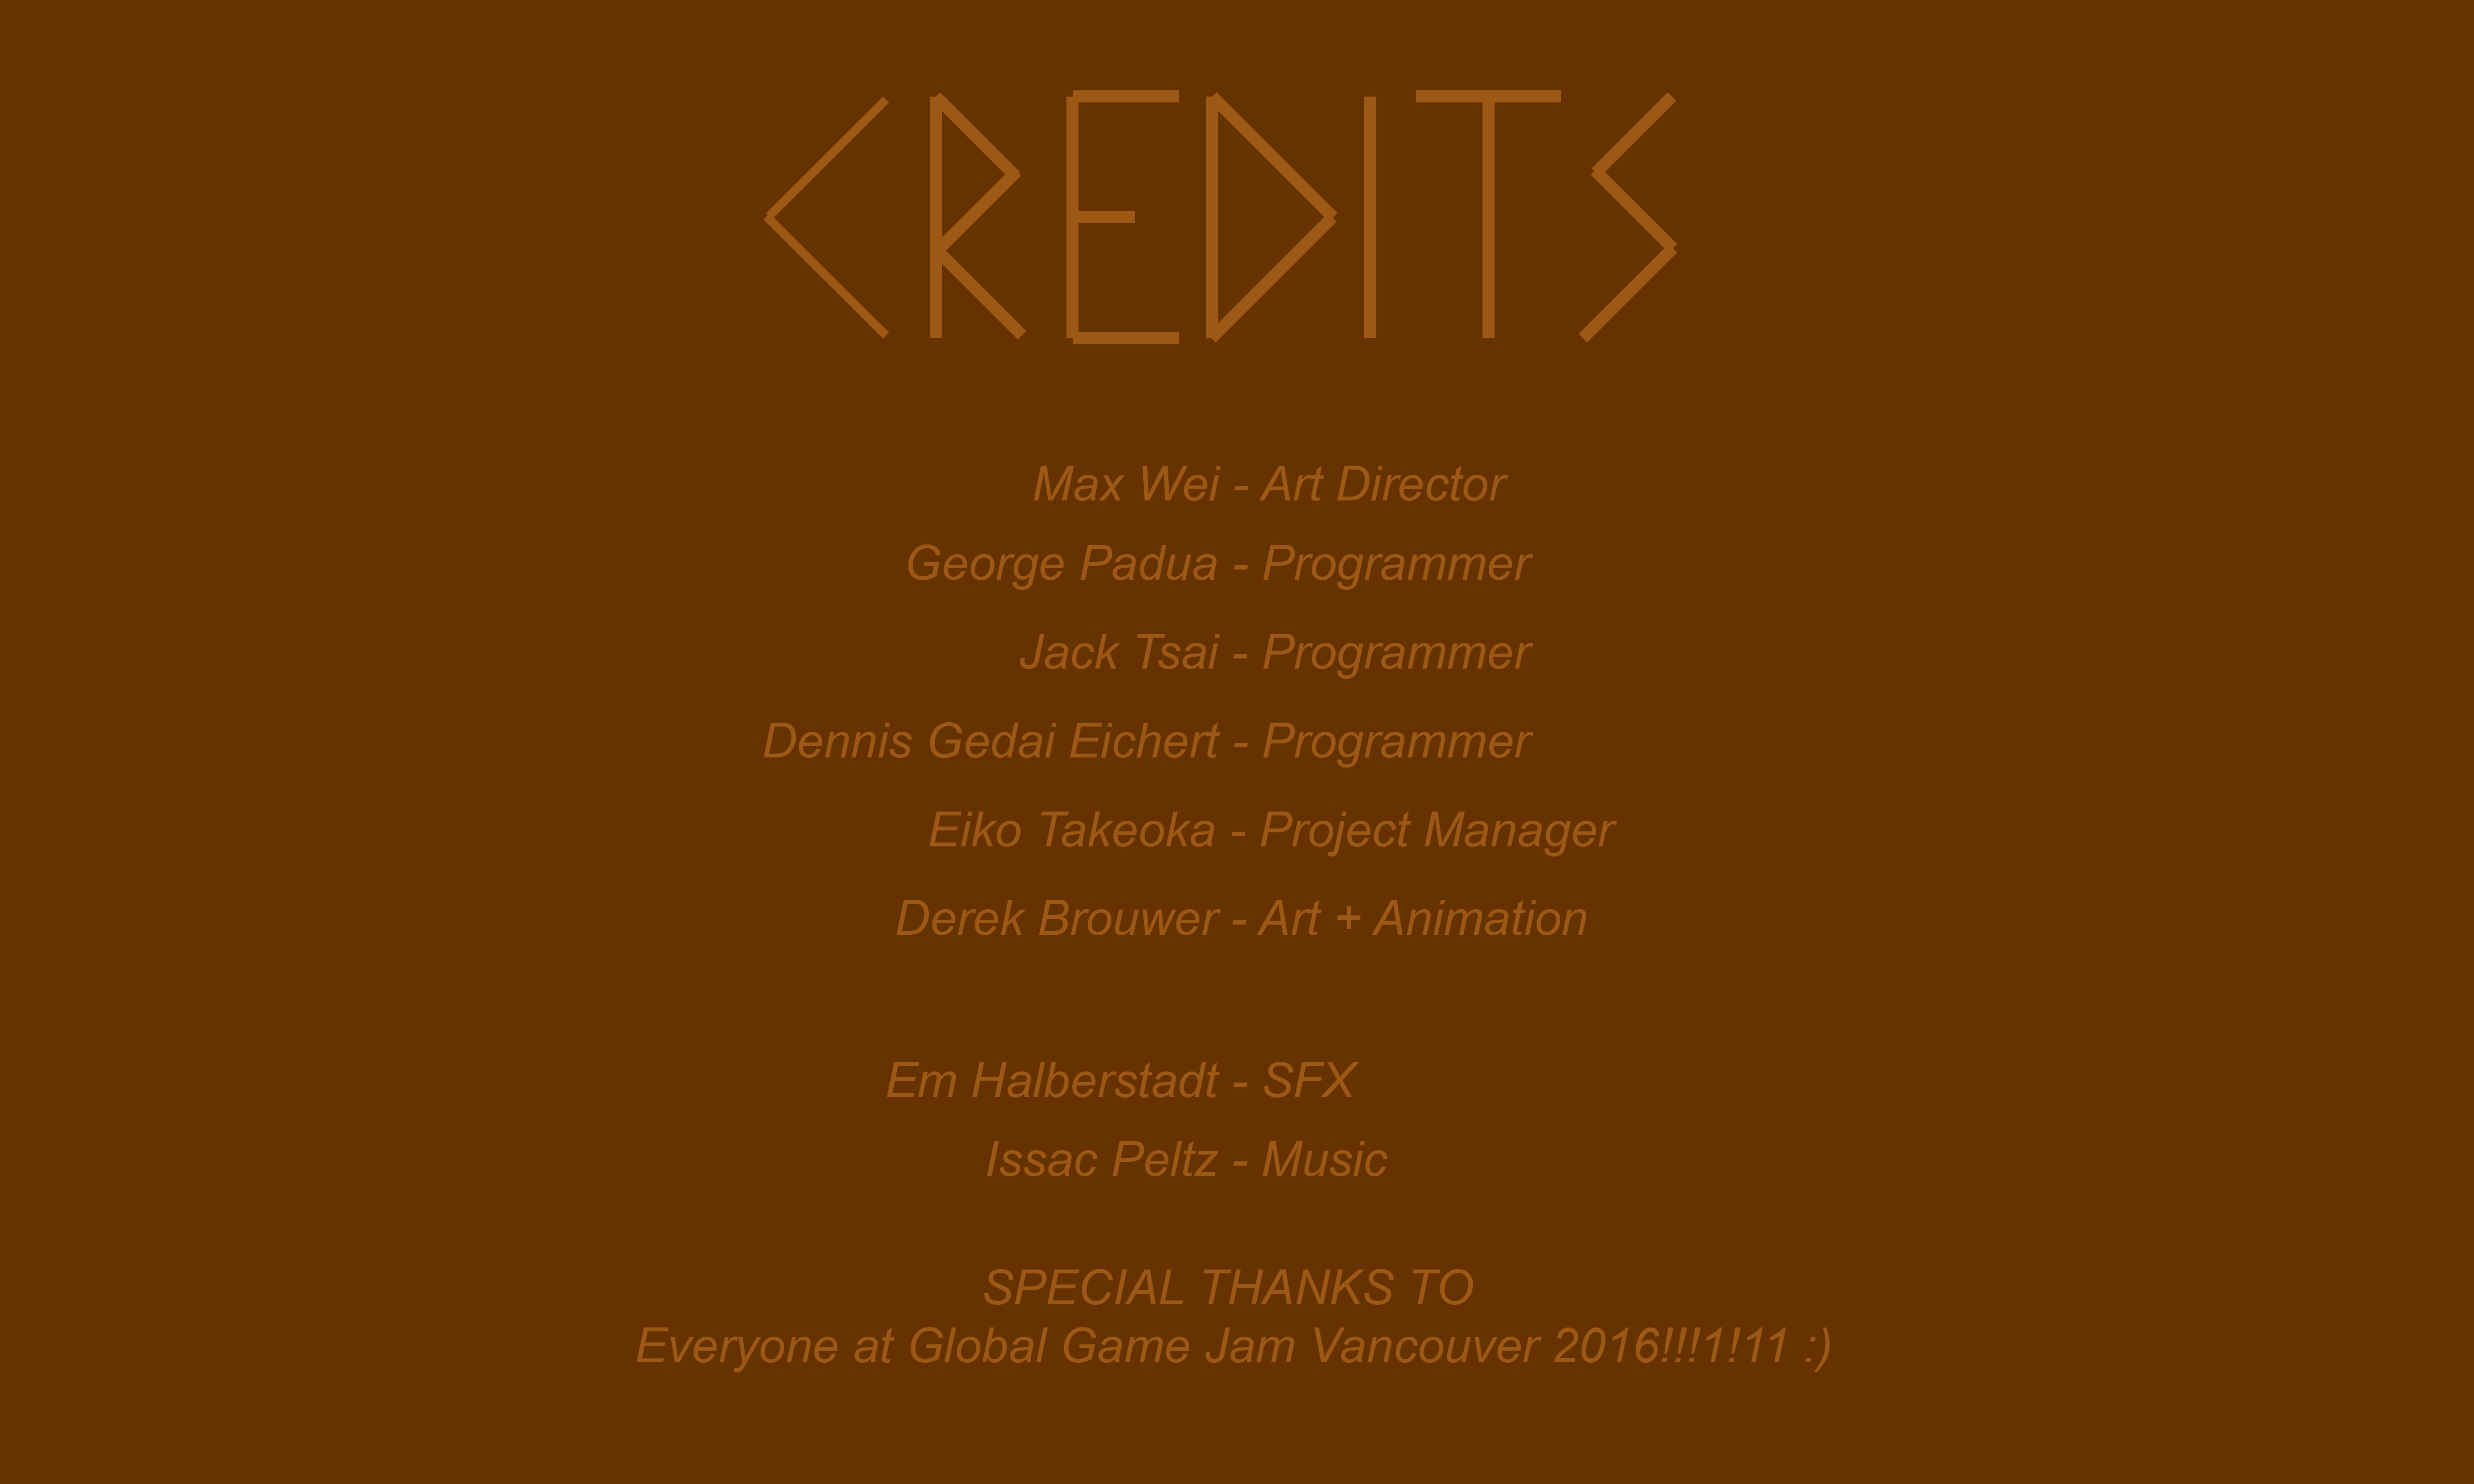 CREDITS
Max Wei - Art Director
George Padua - Programmer
Jack Tsai - Programmer
Dennis Gedai Eichert - Programmer
Eiko Takeoka - Project Manager
Derek Brouwer - Art + Animation
Em Halberstadt - SFX
Issac Peltz - Music
SPECIAL THANKS TO
Everyone at Global Game Jam Vancouver 2016!!!1!11 :)